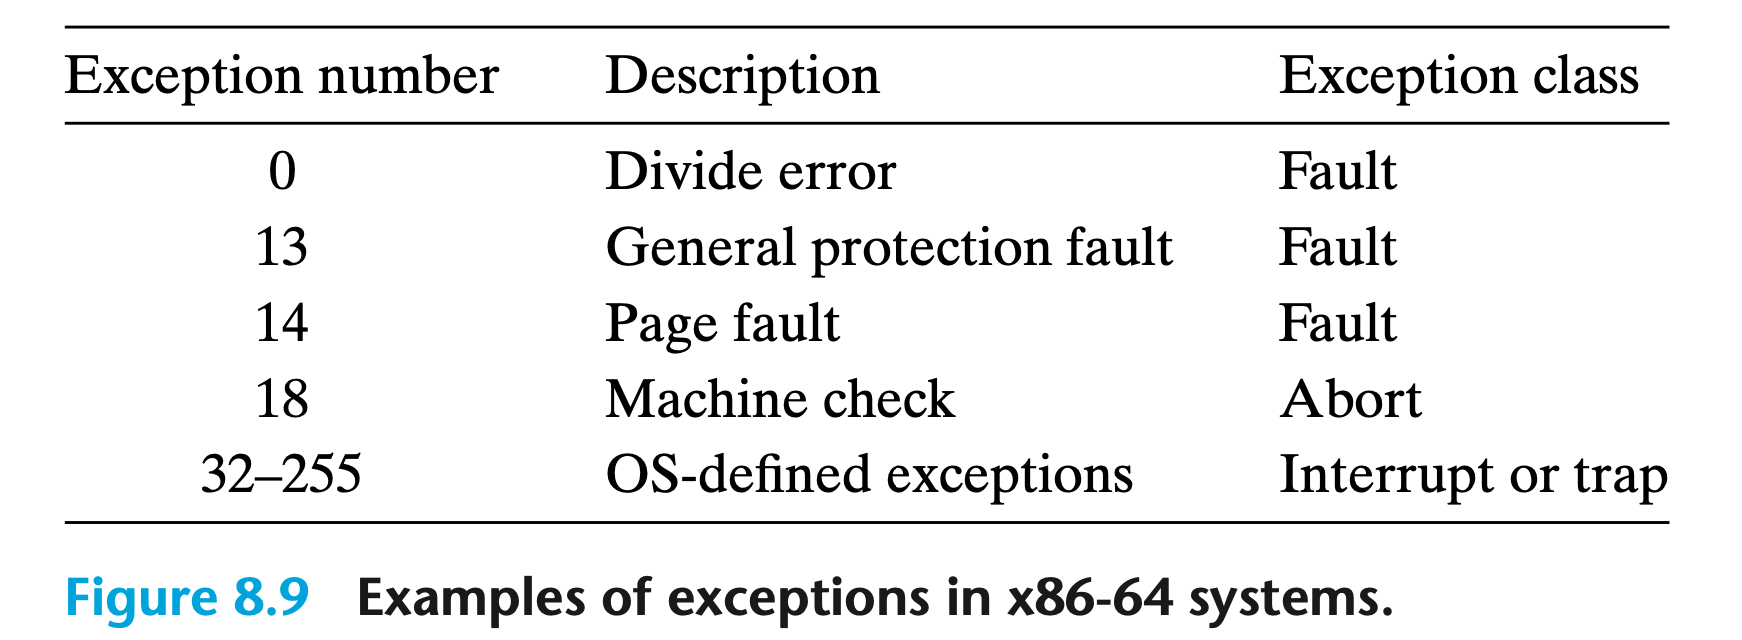 Exception number Description Exception class
0 Divide error Fault
13 General protection fault Fault
14 Page fault Fault
18 Machine check Abort
32–255 OS-defined exceptions Interrupt or trap
Figure 8.9 Examples of exceptions in x86-64 systems.